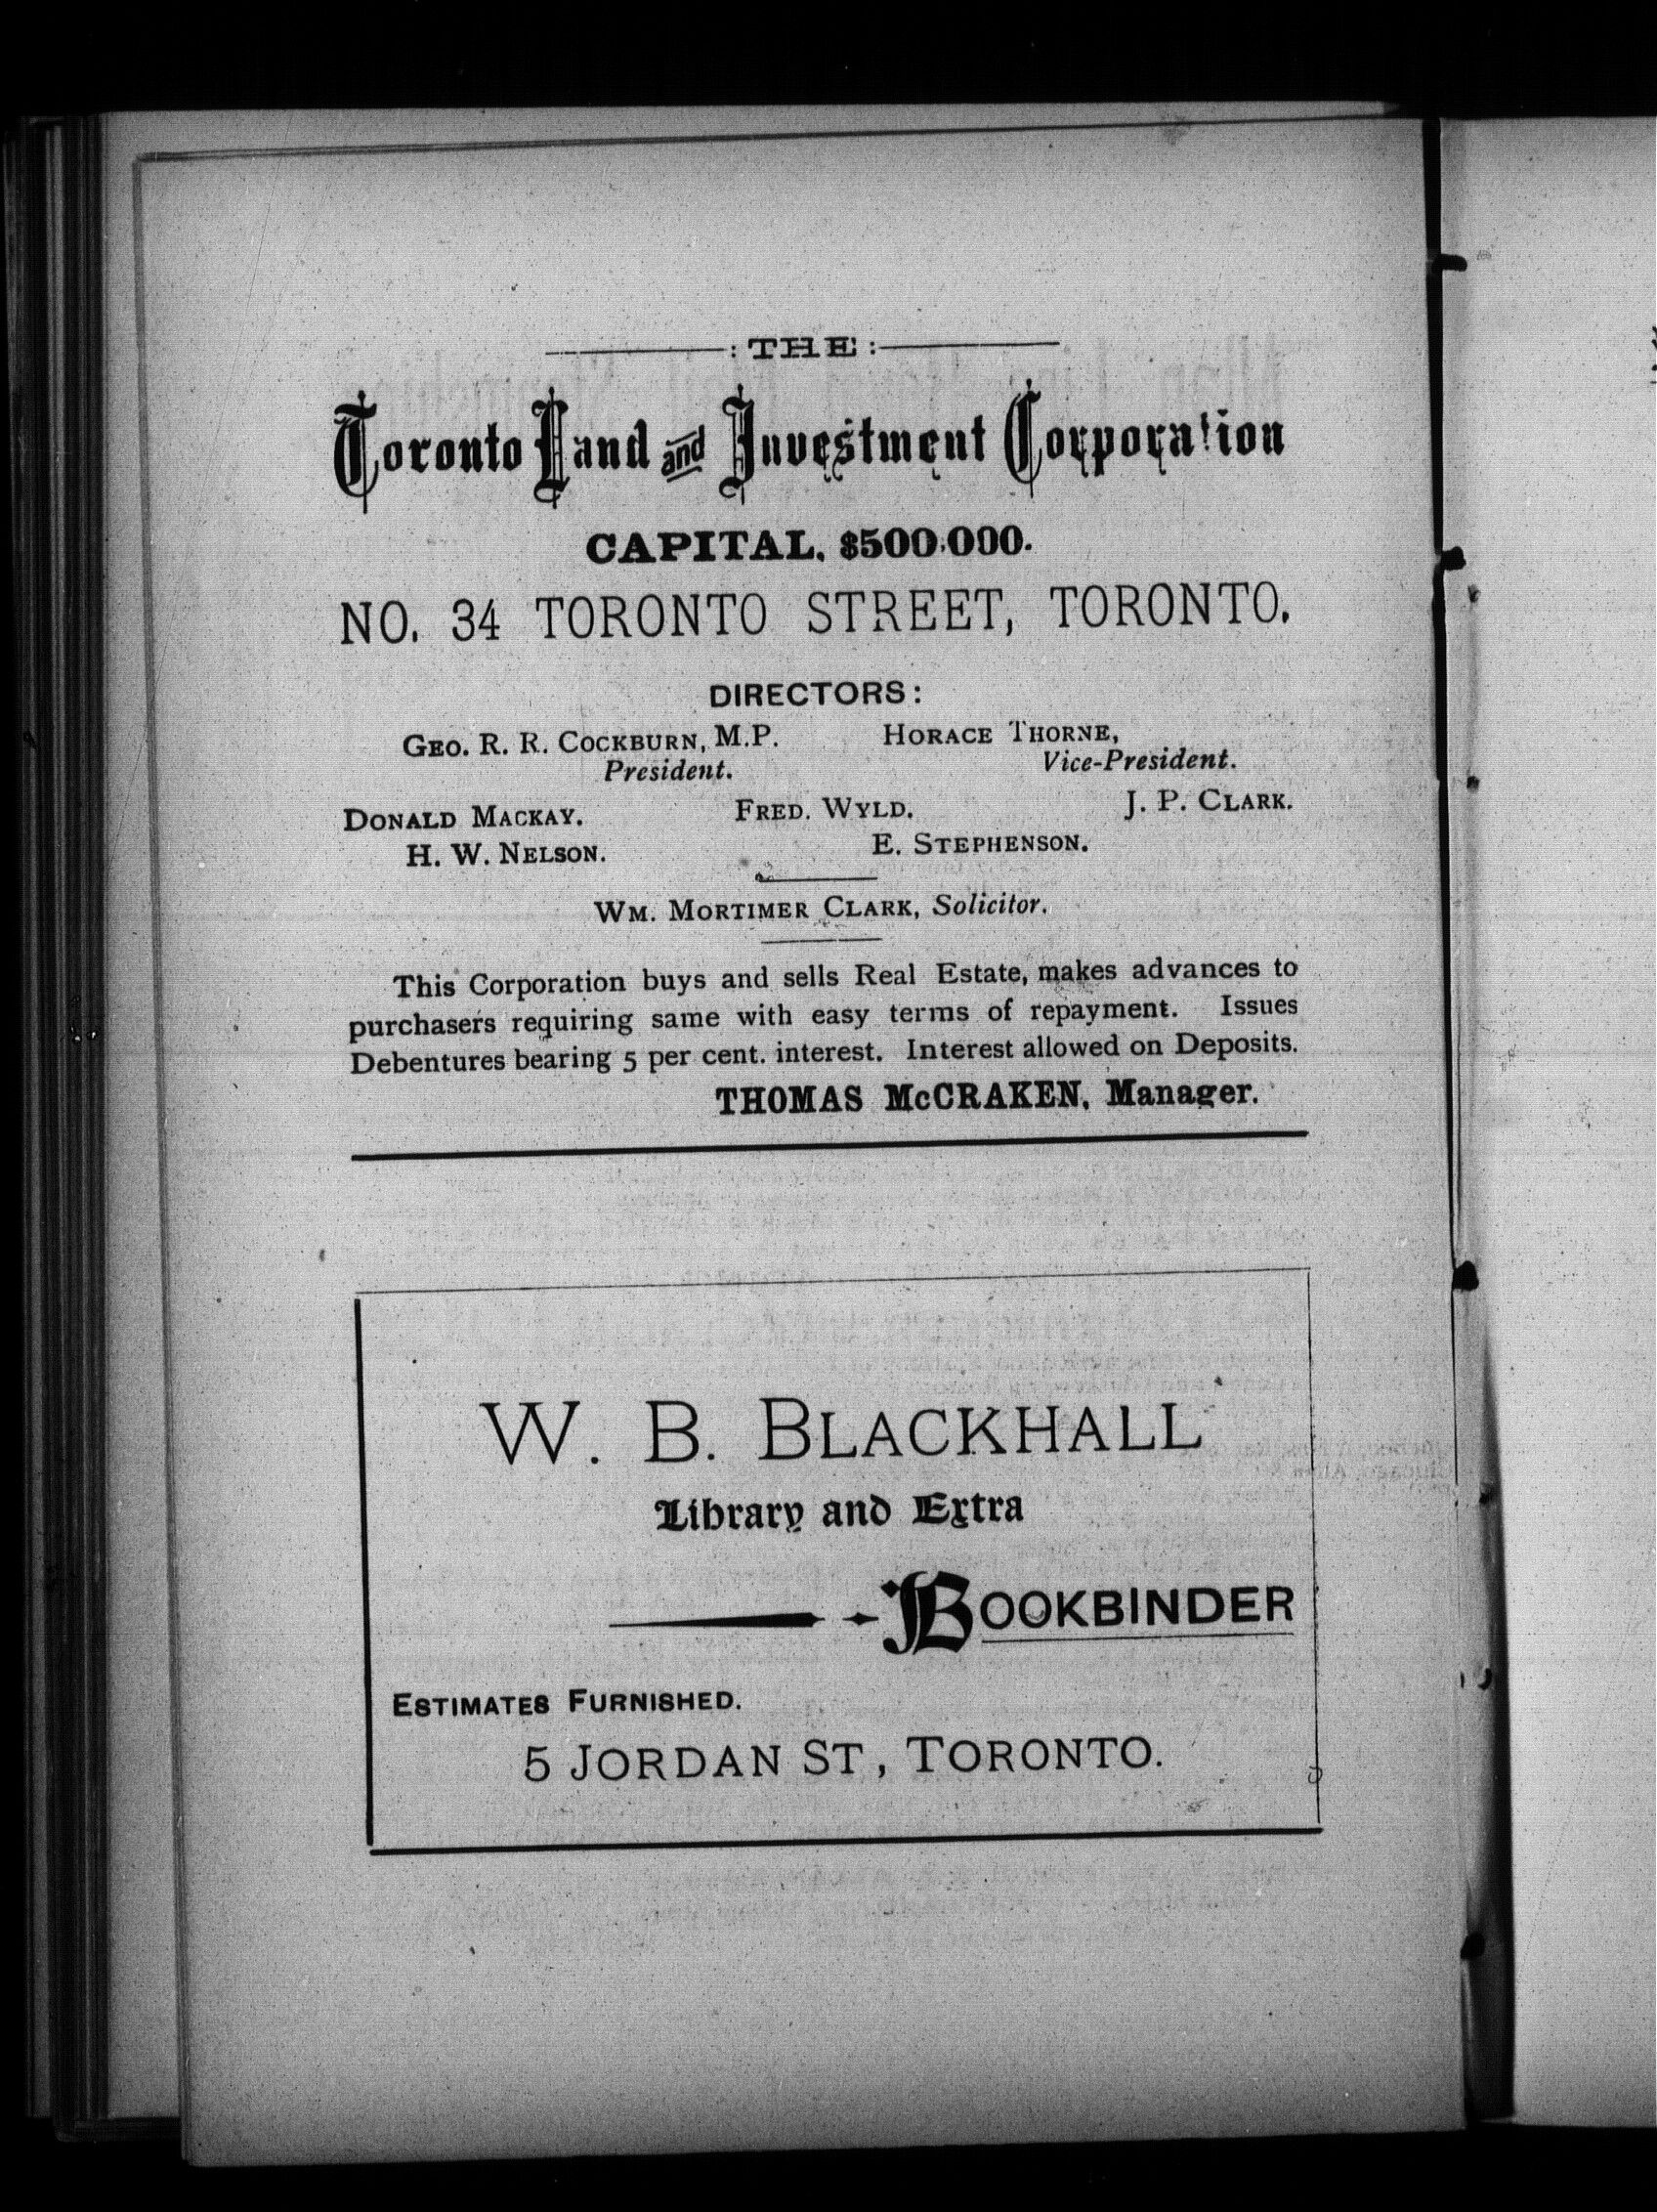 : THE :
Toronto Land and Investment Corporation
CAPITAL, $500,000.
NO. 34 TORONTO STREET, TORONTO.
DIRECTORS:
GEO. R. R. COCKBURN, M.P. HORACE THORNE,
President. Vice-President.
DONALD MACKAY. FRED. WYLD. J. P. CLARK.
H. W. NELSON. E. STEPHENSON.
WM. MORTIMER CLARK, Solicitor.
This Corporation buys and sells Real Estate, makes advances to
purchasers requiring same with easy terms of repayment. Issues
Debentures bearing 5 per cent. interest. Interest allowed on Deposits.
THOMAS McCRAKEN, Manager.
W. B. BLACKHALL
Library and Extra
BOOKBINDER
ESTIMATES FURNISHED.
5 JORDAN ST, TORONTO.